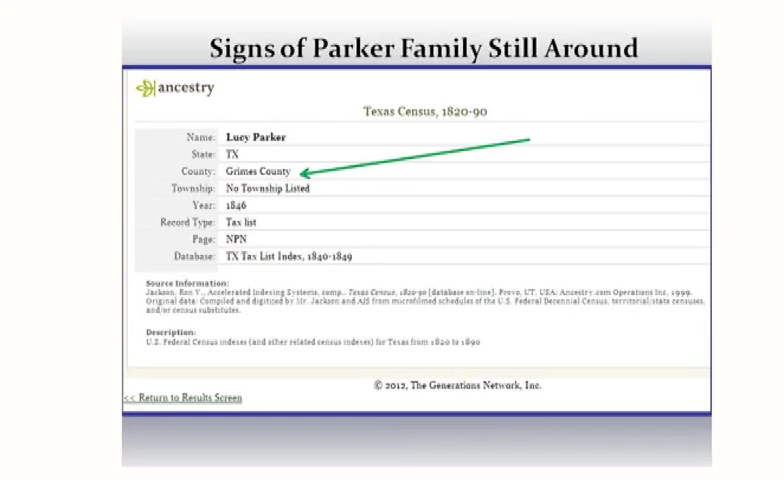 Signs of Parker Family Still Around
ancestry
Texas Census, 1820-90
Name: Lucy Parker
State: TX
County: Grimes County
Township: No Township Listed
Year: 1846
Record Type: Tax list
Page: NPN
Database: TX Tax List Index, 1840-1849
Source Information:
Jackson, Ron V., Accelerated Indexing Systems, comp.. Texas Census, 1820-90 [database on-line]. Provo, UT, USA: Ancestry.com Operations Inc, 1999.
Original data: Compiled and digitized by Mr. Jackson and AIS from microfilmed schedules of the U.S. Federal Decennial Census, territorial/state censuses,
and/or census substitutes.
Description:
U.S. Federal Census indexes (and other related census indexes) for Texas from 1820 to 1890
© 2012, The Generations Network, Inc.
<< Return to Results Screen